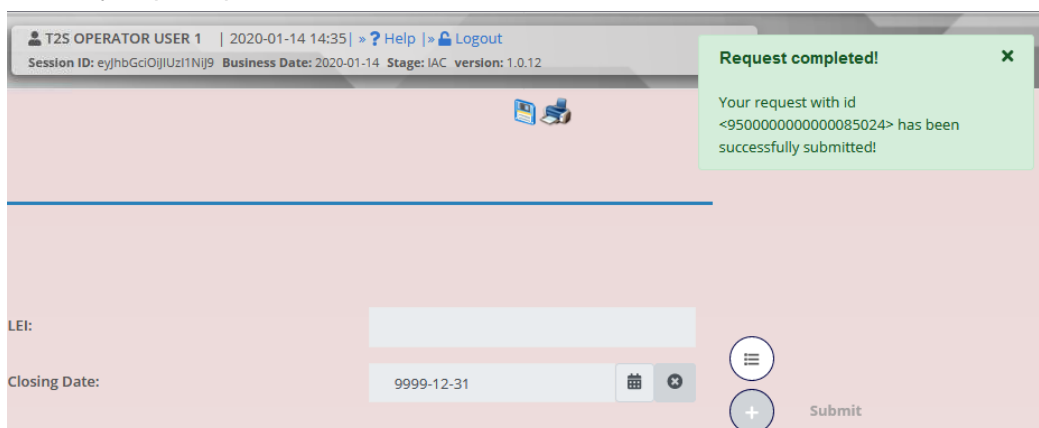 T2S OPERATOR USER 1 | 2020-01-14 14:35| » ? Help |» Logout
Session ID: eyJhbGciOiJIUzI1NiJ9 Business Date: 2020-01-14 Stage: IAC version: 1.0.12
Request completed!
Your request with id
<9500000000000085024> has been
successfully submitted!
LEI:
Closing Date: 9999-12-31
Submit